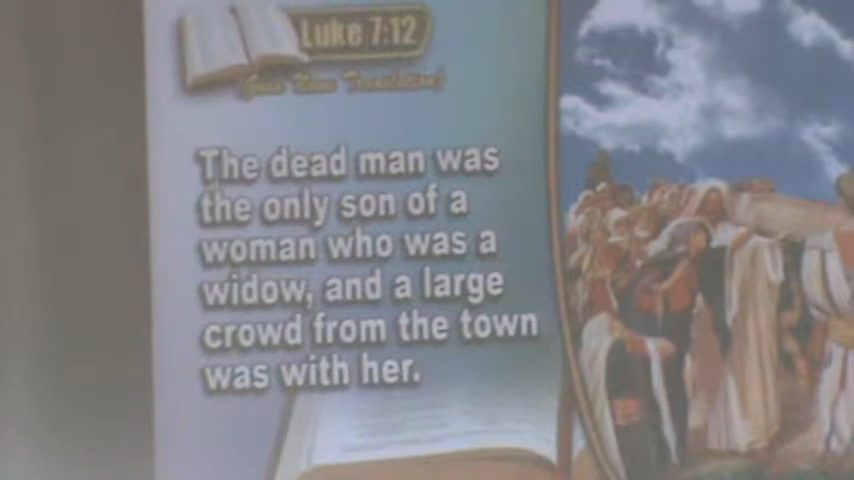 Luke 7:12
The dead man was
the only son of a
woman who was a
widow, and a large
crowd from the town
was with her.